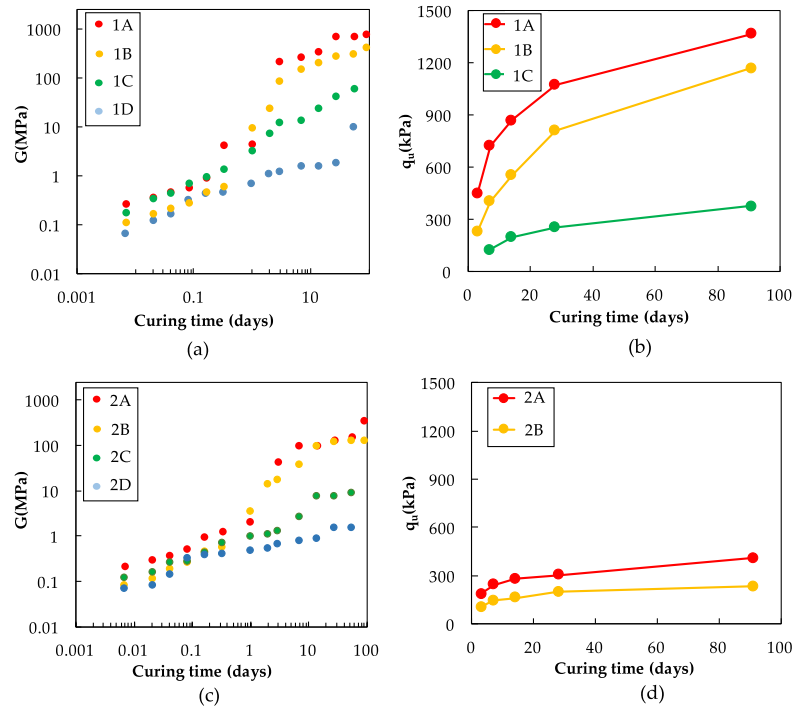 1A
1B
1C
1D
1000
100
10
1
0.1
0.01
G(MPa)
0.001 0.1 10
Curing time (days)
(a)
1A
1B
1C
1500
1200
900
600
300
0
qu(kPa)
0 20 40 60 80 100
Curing time (days)
(b)
2A
2B
2C
2D
1000
100
10
1
0.1
0.01
G(MPa)
0.001 0.01 0.1 1 10 100
Curing time (days)
(c)
2A
2B
1500
1200
900
600
300
0
qu(kPa)
0 20 40 60 80 100
Curing time (days)
(d)